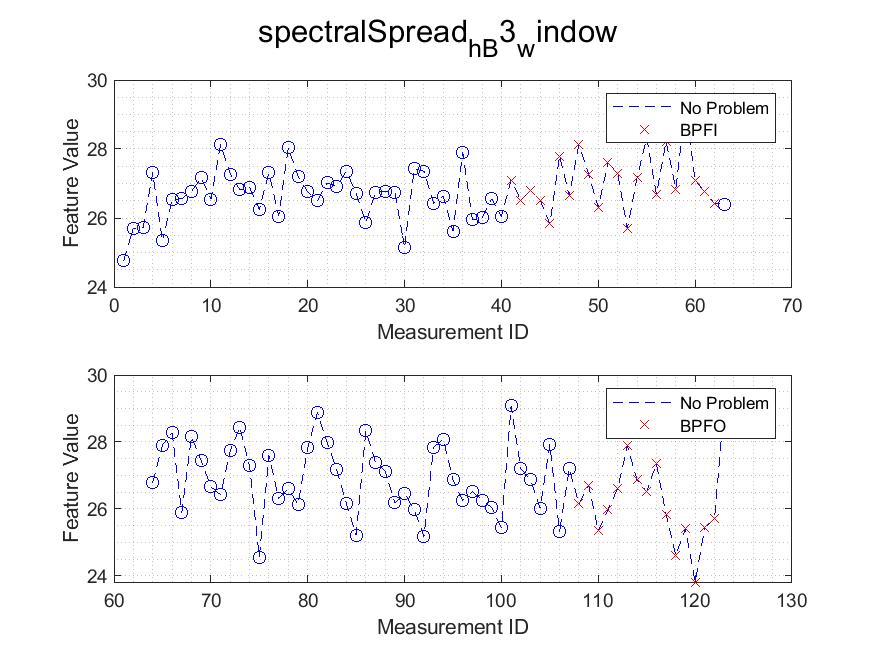 spectralSpread_hB3_window
30
28
26
24
Feature Value
No Problem
BPFI
0 10 20 30 40 50 60 70
Measurement ID
30
28
26
24
Feature Value
No Problem
BPFO
60 70 80 90 100 110 120 130
Measurement ID